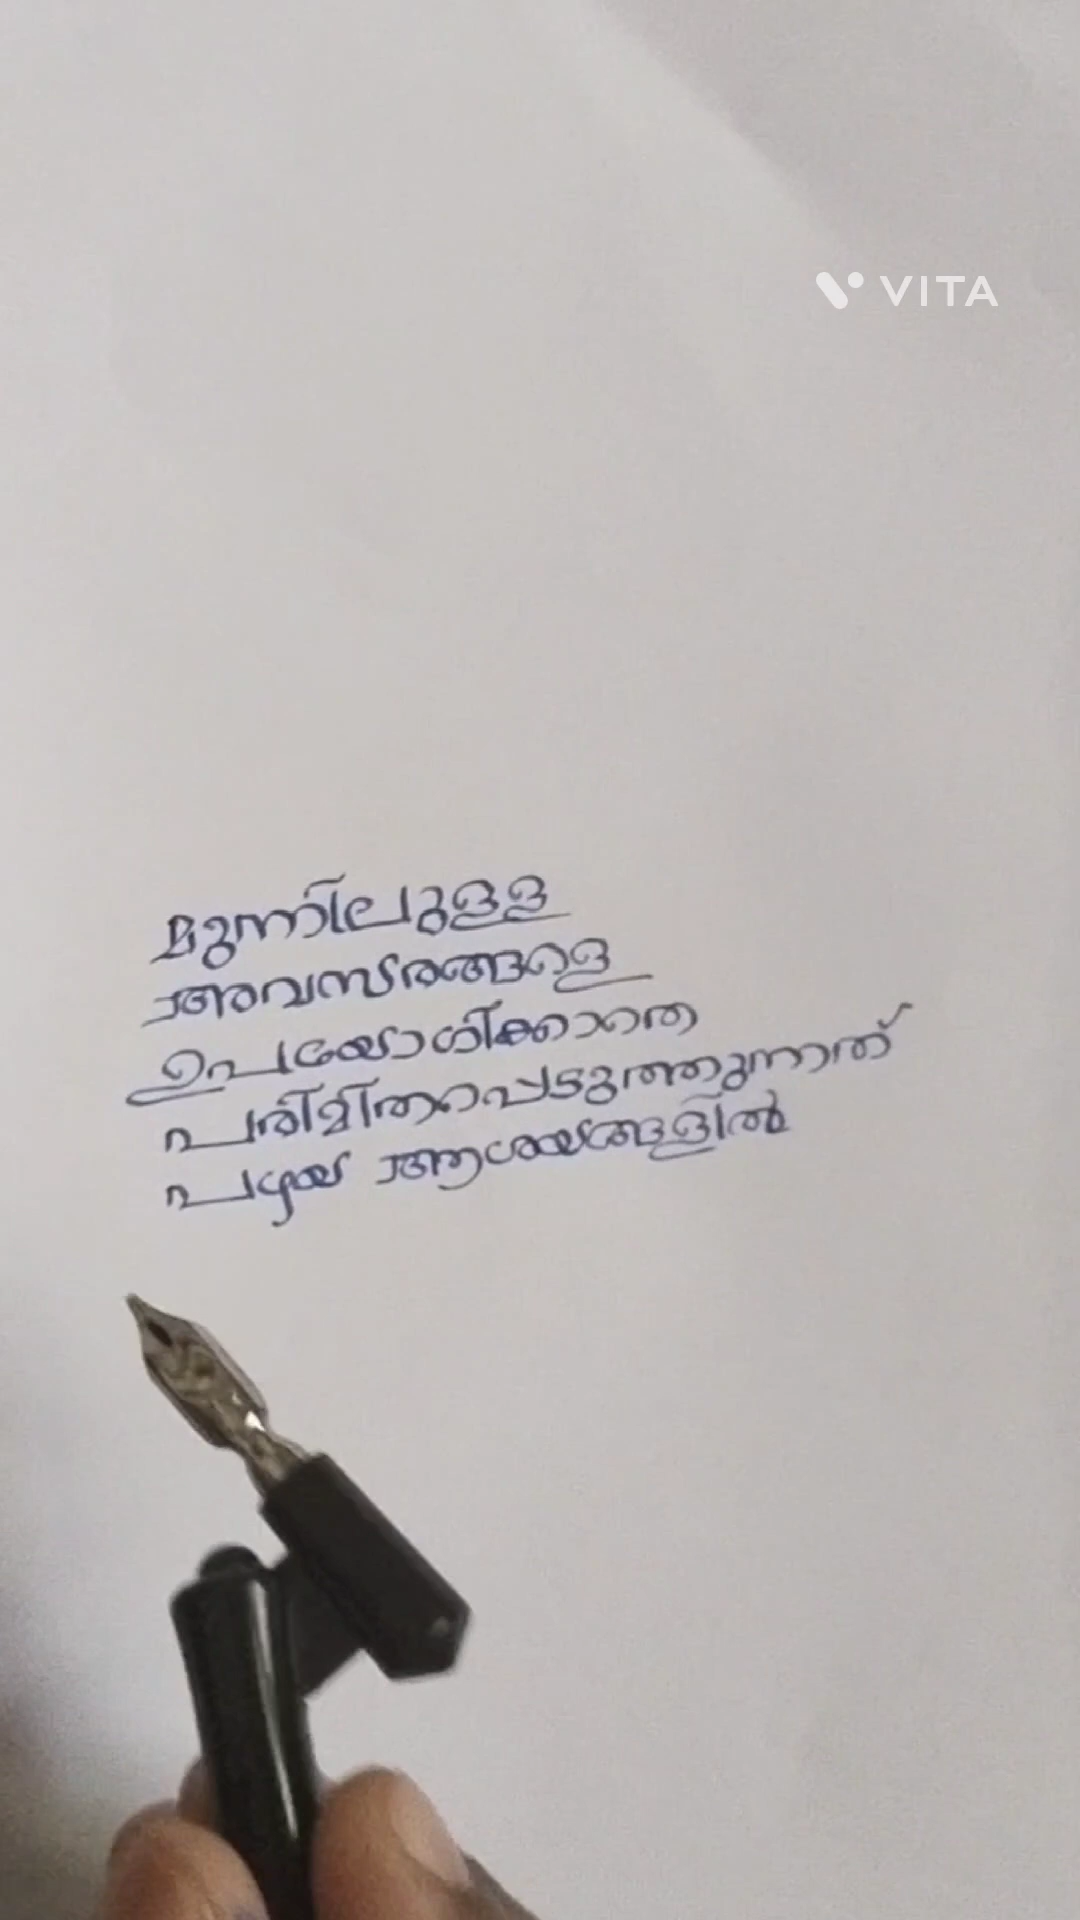 VITA
മുന്നിലുള്ള
അവസരങ്ങളെ
ഉപയോഗിക്കാതെ
പരിമിതപ്പെടുത്തുന്നത്
പഴയ ആശയങ്ങളിൽ